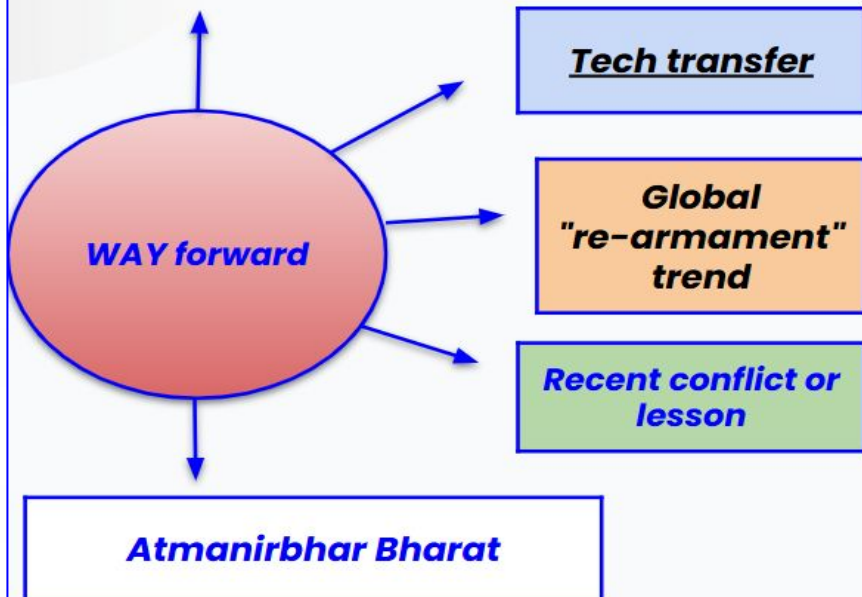 Tech transfer
Global
"re-armament"
trend
WAY forward
Recent conflict or
lesson
Atmanirbhar Bharat